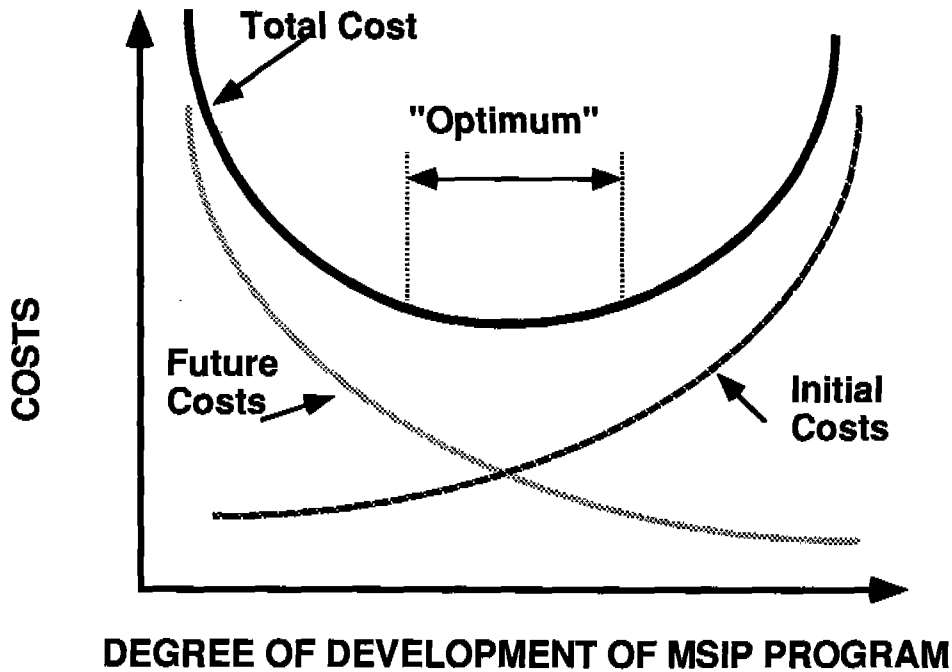 Total Cost
"Optimum"
COSTS
Future
Costs
Initial
Costs
DEGREE OF DEVELOPMENT OF MSIP PROGRAM